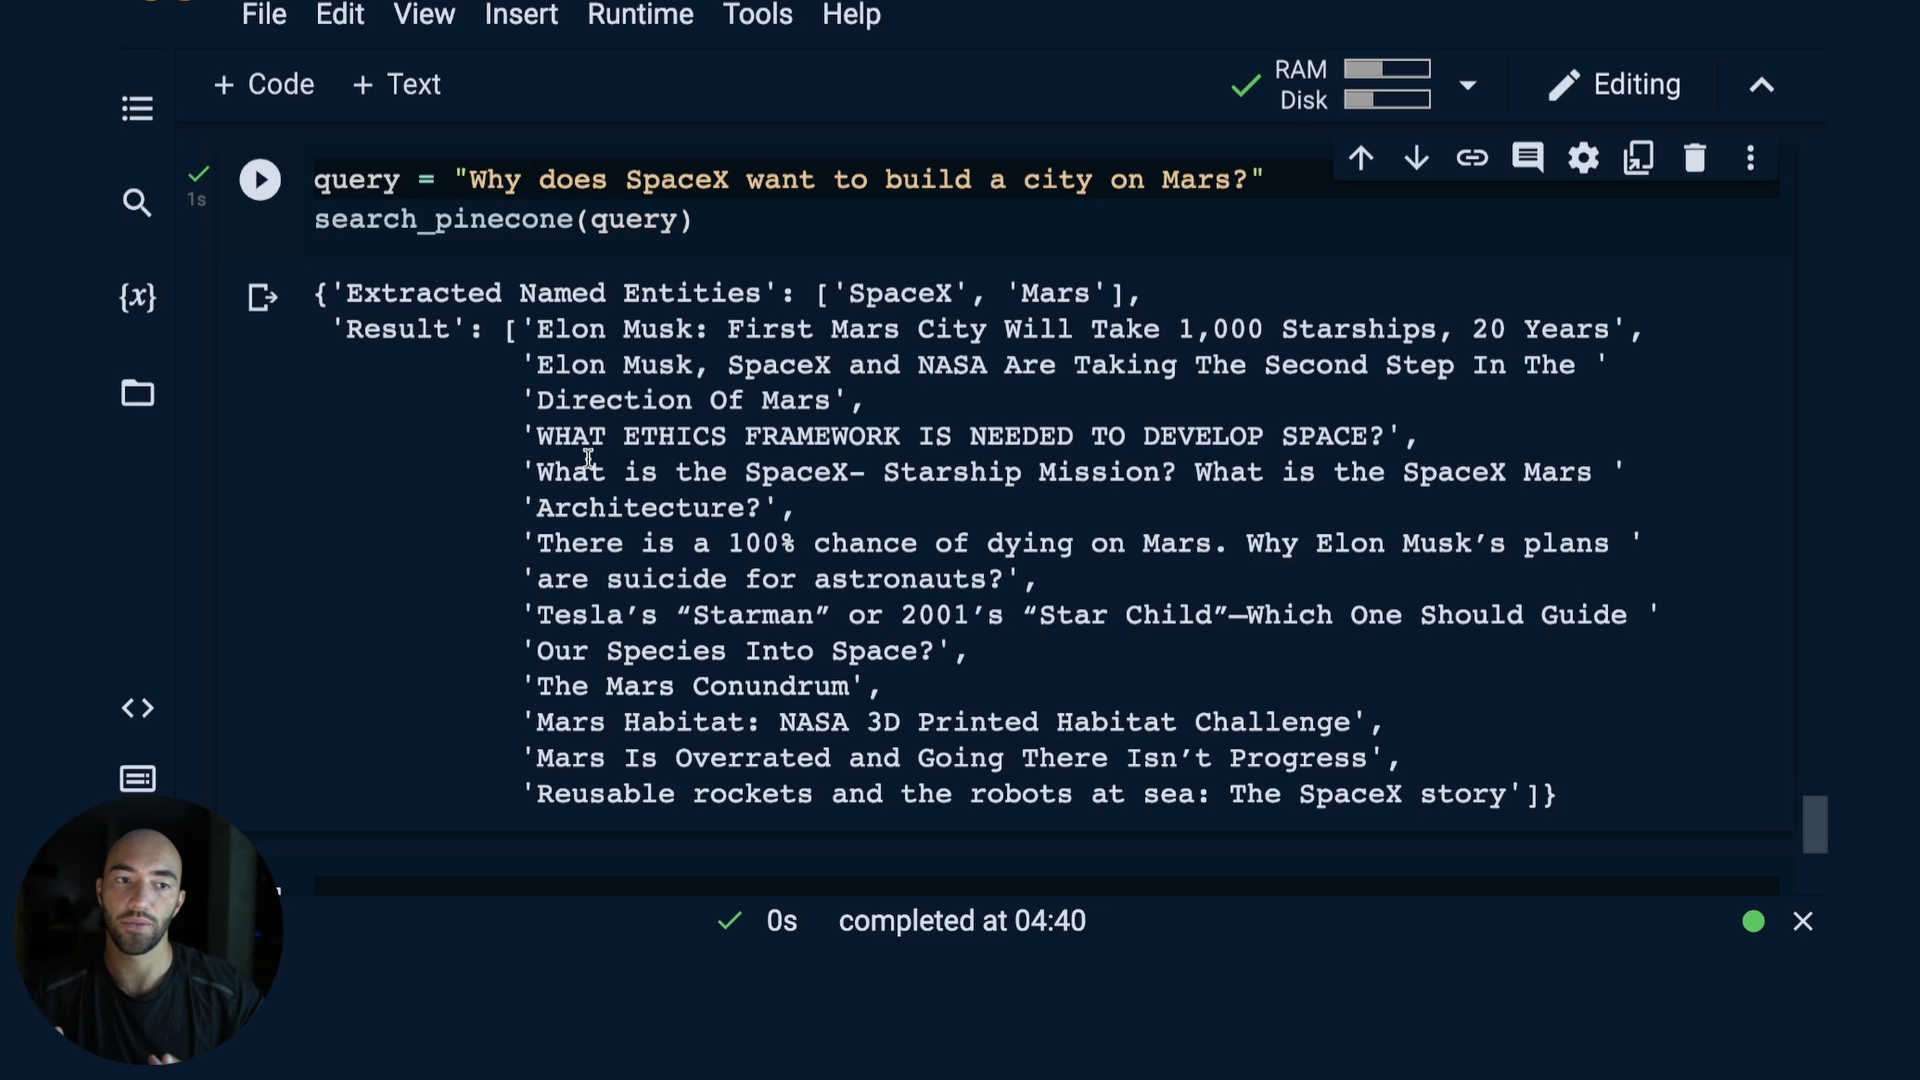 File Edit View Insert Runtime Tools Help
+ Code + Text
RAM
Disk
Editing
1s
query = "Why does SpaceX want to build a city on Mars?"
search_pinecone(query)
{x}
{'Extracted Named Entities': ['SpaceX', 'Mars'],
'Result': ['Elon Musk: First Mars City Will Take 1,000 Starships, 20 Years',
'Elon Musk, SpaceX and NASA Are Taking The Second Step In The '
'Direction Of Mars',
'WHAT ETHICS FRAMEWORK IS NEEDED TO DEVELOP SPACE?',
'What is the SpaceX- Starship Mission? What is the SpaceX Mars '
'Architecture?',
'There is a 100% chance of dying on Mars. Why Elon Musk’s plans '
'are suicide for astronauts?',
'Tesla’s “Starman” or 2001’s “Star Child”—Which One Should Guide '
'Our Species Into Space?',
'The Mars Conundrum',
'Mars Habitat: NASA 3D Printed Habitat Challenge',
'Mars Is Overrated and Going There Isn’t Progress',
'Reusable rockets and the robots at sea: The SpaceX story']}
0s completed at 04:40